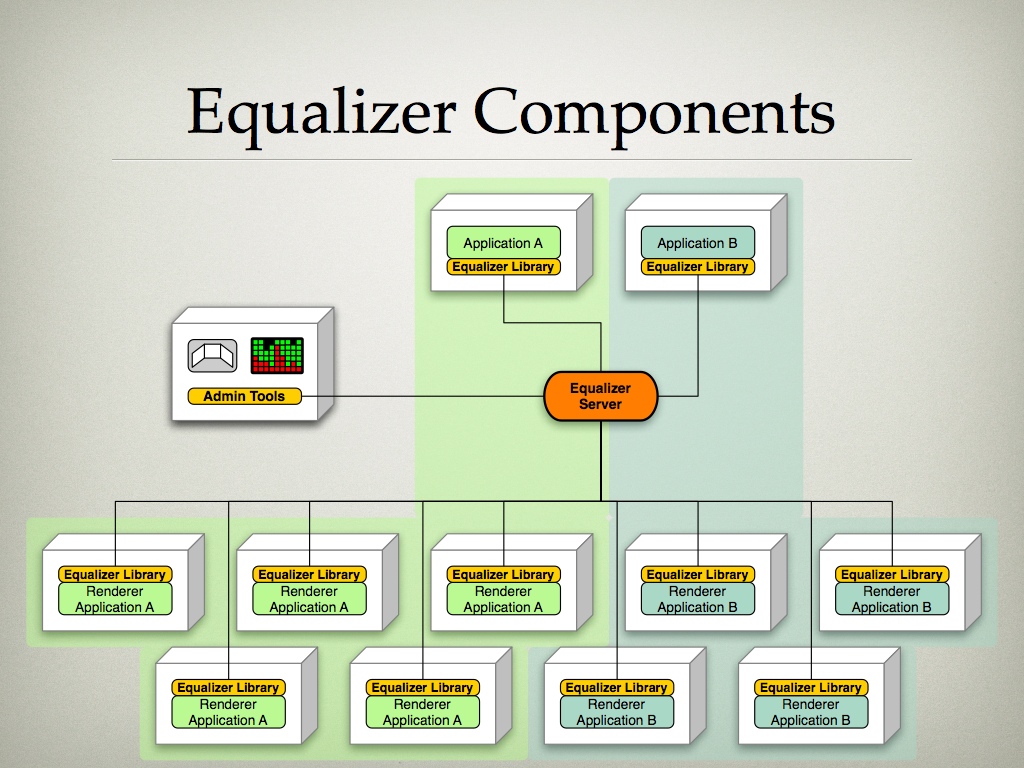 Equalizer Components
Application A
Equalizer Library
Application B
Equalizer Library
Admin Tools
Equalizer
Server
Equalizer Library
Renderer
Application A
Equalizer Library
Renderer
Application A
Equalizer Library
Renderer
Application A
Equalizer Library
Renderer
Application B
Equalizer Library
Renderer
Application B
Equalizer Library
Renderer
Application A
Equalizer Library
Renderer
Application A
Equalizer Library
Renderer
Application B
Equalizer Library
Renderer
Application B